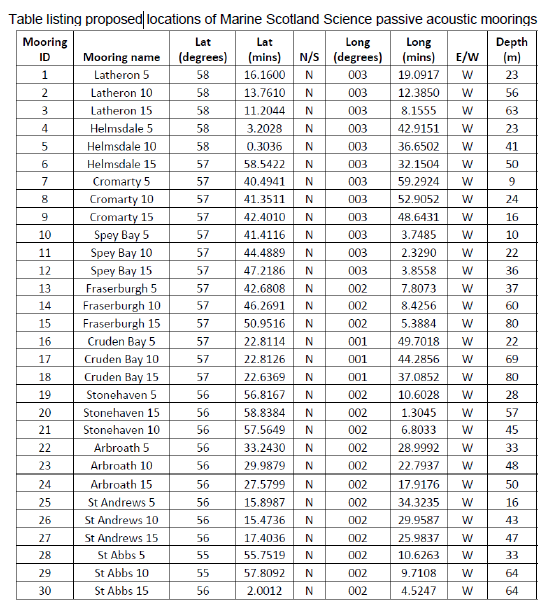 Table listing proposed locations of Marine Scotland Science passive acoustic moorings
Mooring ID Mooring name Lat (degrees) Lat (mins) N/S Long (degrees) Long (mins) E/W Depth (m)
1 Latheron 5 58 16.1600 N 003 19.0917 W 23
2 Latheron 10 58 13.7610 N 003 12.3850 W 56
3 Latheron 15 58 11.2044 N 003 8.1555 W 63
4 Helmsdale 5 58 3.2028 N 003 42.9151 W 23
5 Helmsdale 10 58 0.3036 N 003 36.6502 W 41
6 Helmsdale 15 57 58.5422 N 003 32.1504 W 50
7 Cromarty 5 57 40.4941 N 003 59.2924 W 9
8 Cromarty 10 57 41.3511 N 003 52.9052 W 24
9 Cromarty 15 57 42.4010 N 003 48.6431 W 16
10 Spey Bay 5 57 41.4116 N 003 3.7485 W 10
11 Spey Bay 10 57 44.4889 N 003 2.3290 W 22
12 Spey Bay 15 57 47.2186 N 003 3.8558 W 36
13 Fraserburgh 5 57 42.6808 N 002 7.8073 W 37
14 Fraserburgh 10 57 46.2691 N 002 8.4256 W 60
15 Fraserburgh 15 57 50.9516 N 002 5.3884 W 80
16 Cruden Bay 5 57 22.8114 N 001 49.7018 W 22
17 Cruden Bay 10 57 22.8126 N 001 44.2856 W 69
18 Cruden Bay 15 57 22.6369 N 001 37.0852 W 80
19 Stonehaven 5 56 56.8167 N 002 10.6028 W 28
20 Stonehaven 15 56 58.8384 N 002 1.3045 W 57
21 Stonehaven 10 56 57.5649 N 002 6.8033 W 45
22 Arbroath 5 56 33.2430 N 002 28.9992 W 33
23 Arbroath 10 56 29.9879 N 002 22.7937 W 48
24 Arbroath 15 56 27.5799 N 002 17.9176 W 50
25 St Andrews 5 56 15.8987 N 002 34.3235 W 16
26 St Andrews 10 56 15.4736 N 002 29.9587 W 43
27 St Andrews 15 56 17.4036 N 002 25.9837 W 47
28 St Abbs 5 55 55.7519 N 002 10.6263 W 33
29 St Abbs 10 55 57.8092 N 002 9.7108 W 64
30 St Abbs 15 56 2.0012 N 002 4.5247 W 64